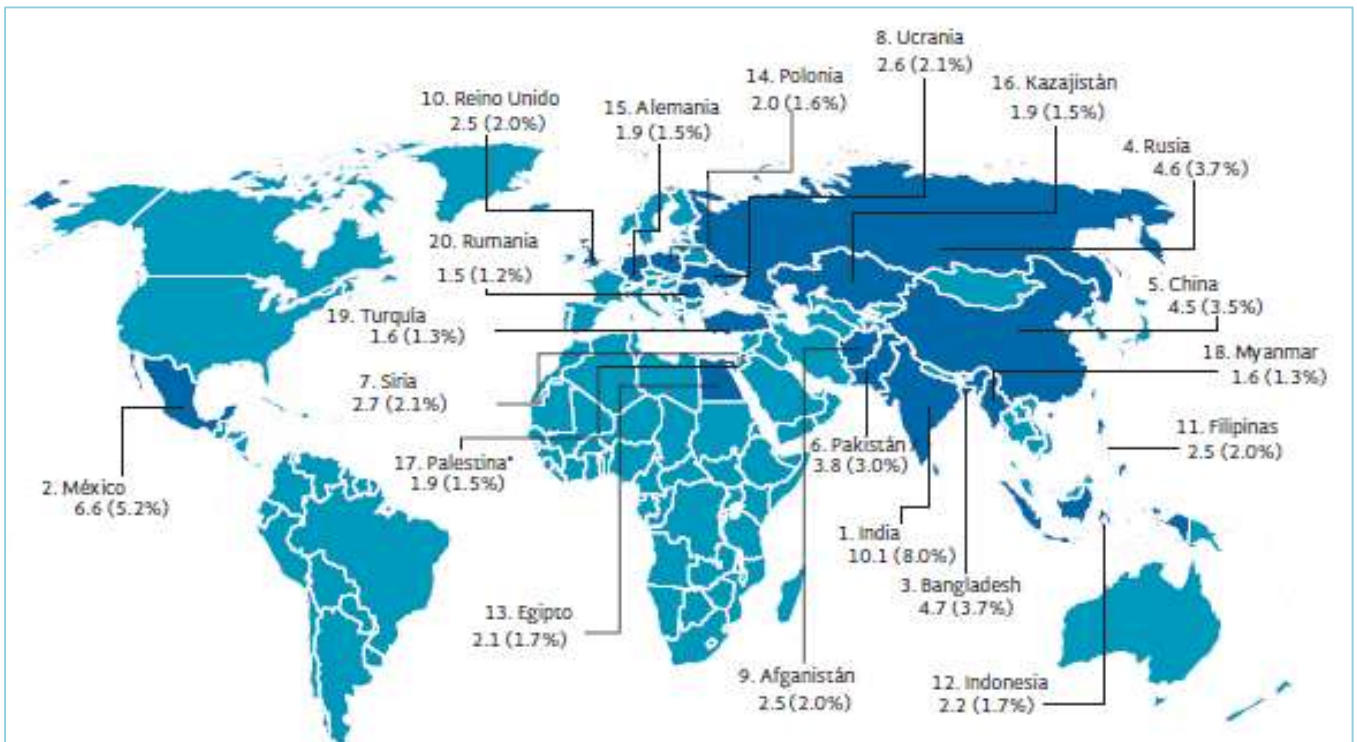 8. Ucrania
2.6 (2.1%)
14. Polonia
2.0 (1.6%)
16. Kazajistán
1.9 (1.5%)
10. Reino Unido
2.5 (2.0%)
15. Alemania
1.9 (1.5%)
4. Rusia
4.6 (3.7%)
20. Rumania
1.5 (1.2%)
5. China
4.5 (3.5%)
19. Turquía
1.6 (1.3%)
18. Myanmar
1.6 (1.3%)
7. Siria
2.7 (2.1%)
11. Filipinas
2.5 (2.0%)
6. Pakistán
3.8 (3.0%)
17. Palestina*
1.9 (1.5%)
2. México
6.6 (5.2%)
1. India
10.1 (8.0%)
3. Bangladesh
4.7 (3.7%)
13. Egipto
2.1 (1.7%)
9. Afganistán
2.5 (2.0%)
12. Indonesia
2.2 (1.7%)